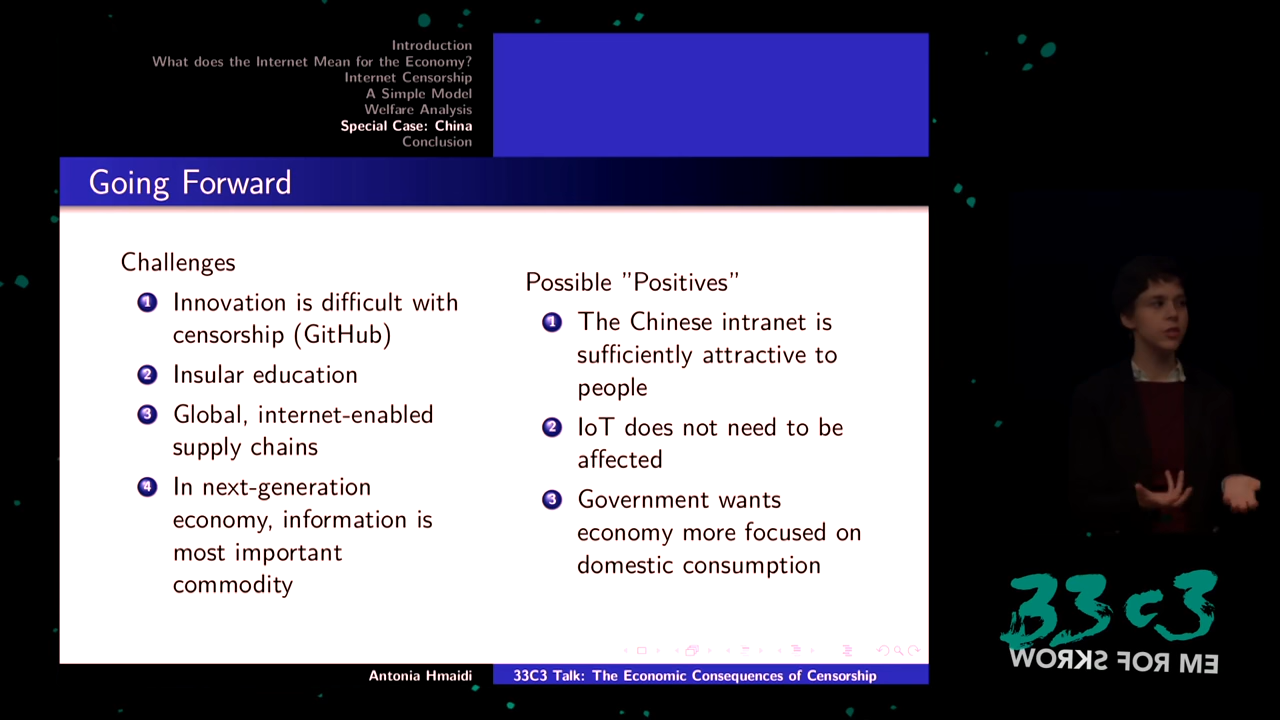 Introduction
What does the Internet Mean for the Economy?
Internet Censorship
A Simple Model
Welfare Analysis
Special Case: China
Conclusion
Going Forward
Challenges
1 Innovation is difficult with
censorship (GitHub)
2 Insular education
3 Global, internet-enabled
supply chains
4 In next-generation
economy, information is
most important
commodity
Possible "Positives"
1 The Chinese intranet is
sufficiently attractive to
people
2 IoT does not need to be
affected
3 Government wants
economy more focused on
domestic consumption
Antonia Hmaidi
33C3 Talk: The Economic Consequences of Censorship
33c3
WORKS FOR ME